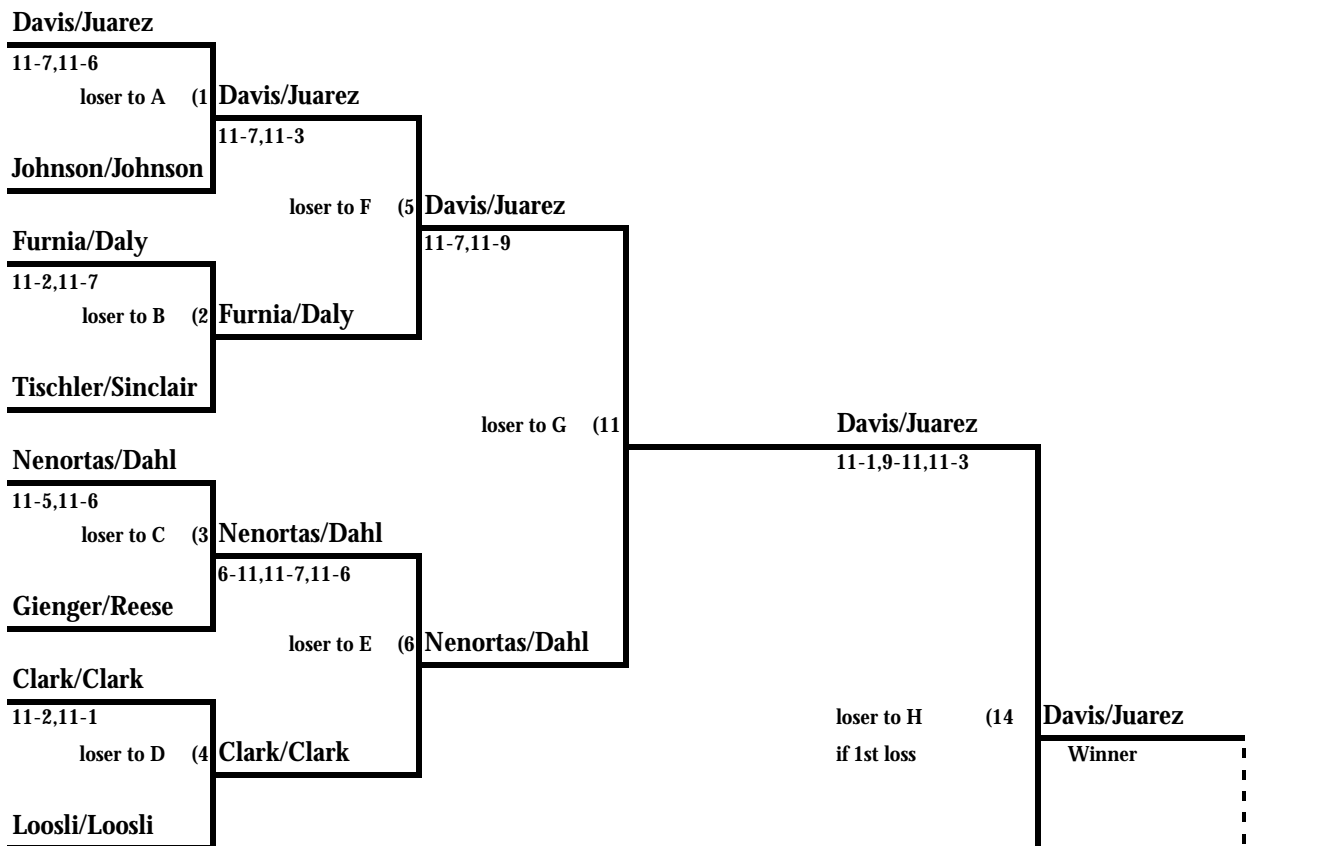 Davis/Juarez
11-7,11-6
loser to A (1 Davis/Juarez
11-7,11-3
Johnson/Johnson
loser to F (5 Davis/Juarez
Furnia/Daly
11-7,11-9
11-2,11-7
loser to B (2 Furnia/Daly
Tischler/Sinclair
loser to G (11 Davis/Juarez
Nenortas/Dahl
11-1,9-11,11-3
11-5,11-6
loser to C (3 Nenortas/Dahl
6-11,11-7,11-6
Gienger/Reese
loser to E (6 Nenortas/Dahl
Clark/Clark
11-2,11-1
loser to H (14 Davis/Juarez
loser to D (4 Clark/Clark
if 1st loss Winner
Loosli/Loosli